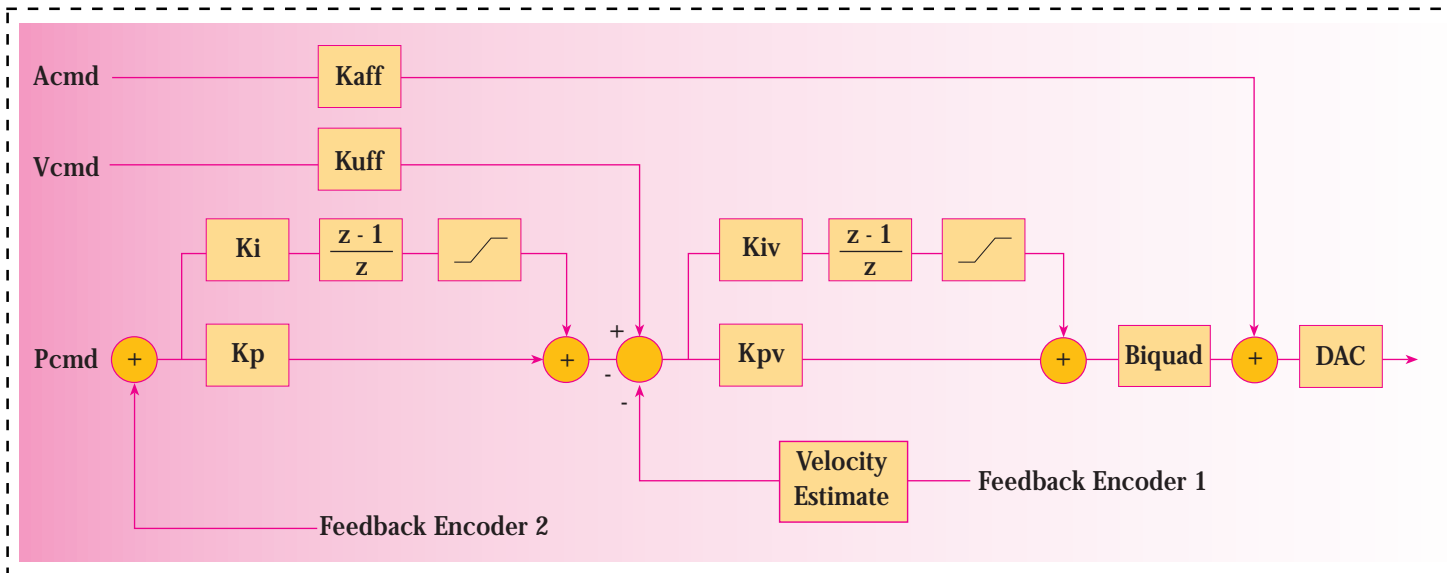 Acmd
Kaff
Vcmd
Kuff
Ki
z - 1
z
Kiv
z - 1
z
Pcmd
+
Kp
+
+
-
-
Kpv
+
Biquad
+
DAC
Velocity
Estimate
Feedback Encoder 1
Feedback Encoder 2